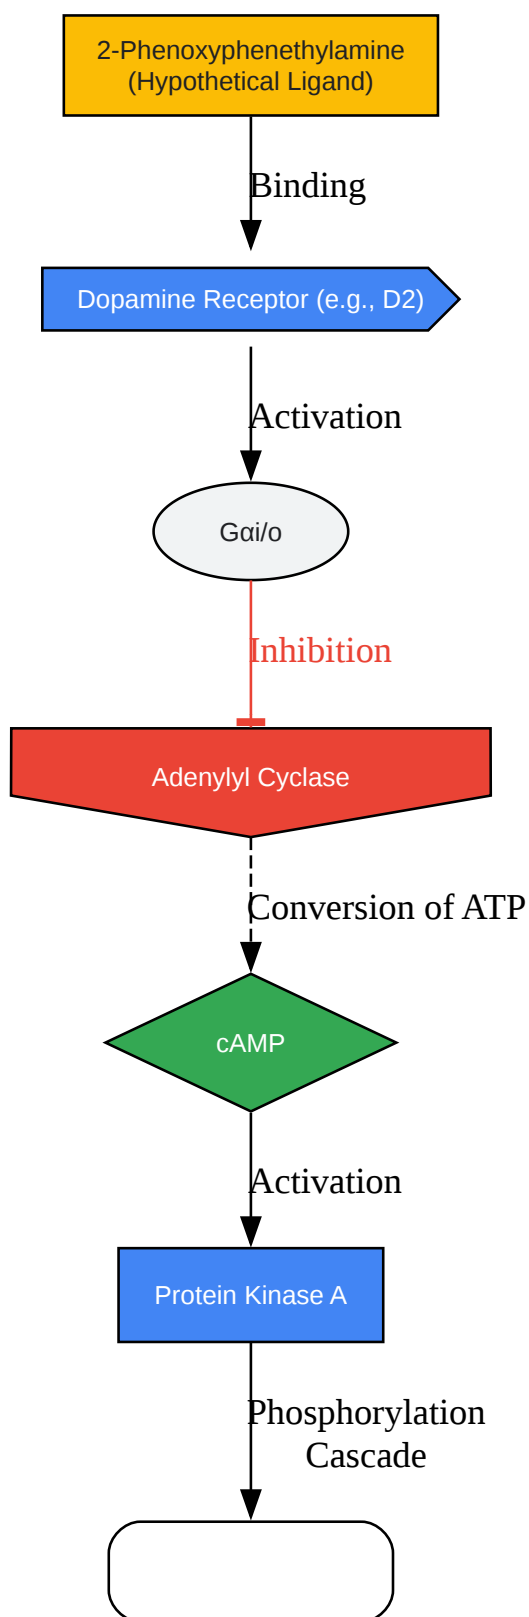 2-Phenoxyphenethylamine
(Hypothetical Ligand)
Binding
Dopamine Receptor (e.g., D2)
Activation
Gαi/o
Inhibition
Adenylyl Cyclase
Conversion of ATP
cAMP
Activation
Protein Kinase A
Phosphorylation
Cascade